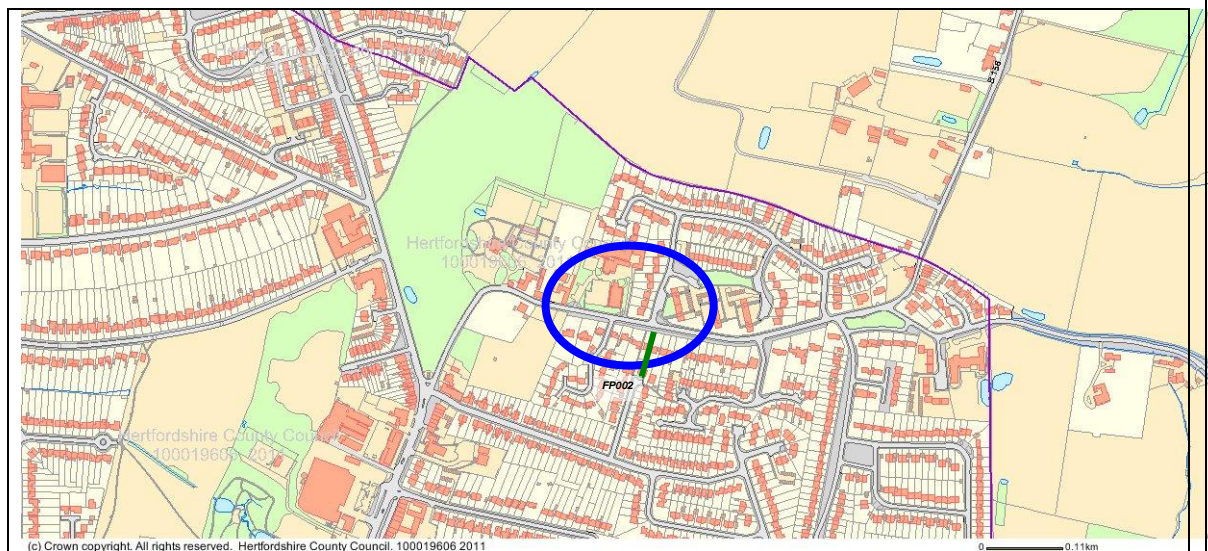 Hertfordshire County Council
100019606 2011
B 158
FP002
Hertfordshire County Council
100019606 2011
(c) Crown copyright. All rights reserved. Hertfordshire County Council. 100019606 2011
0 0.11km